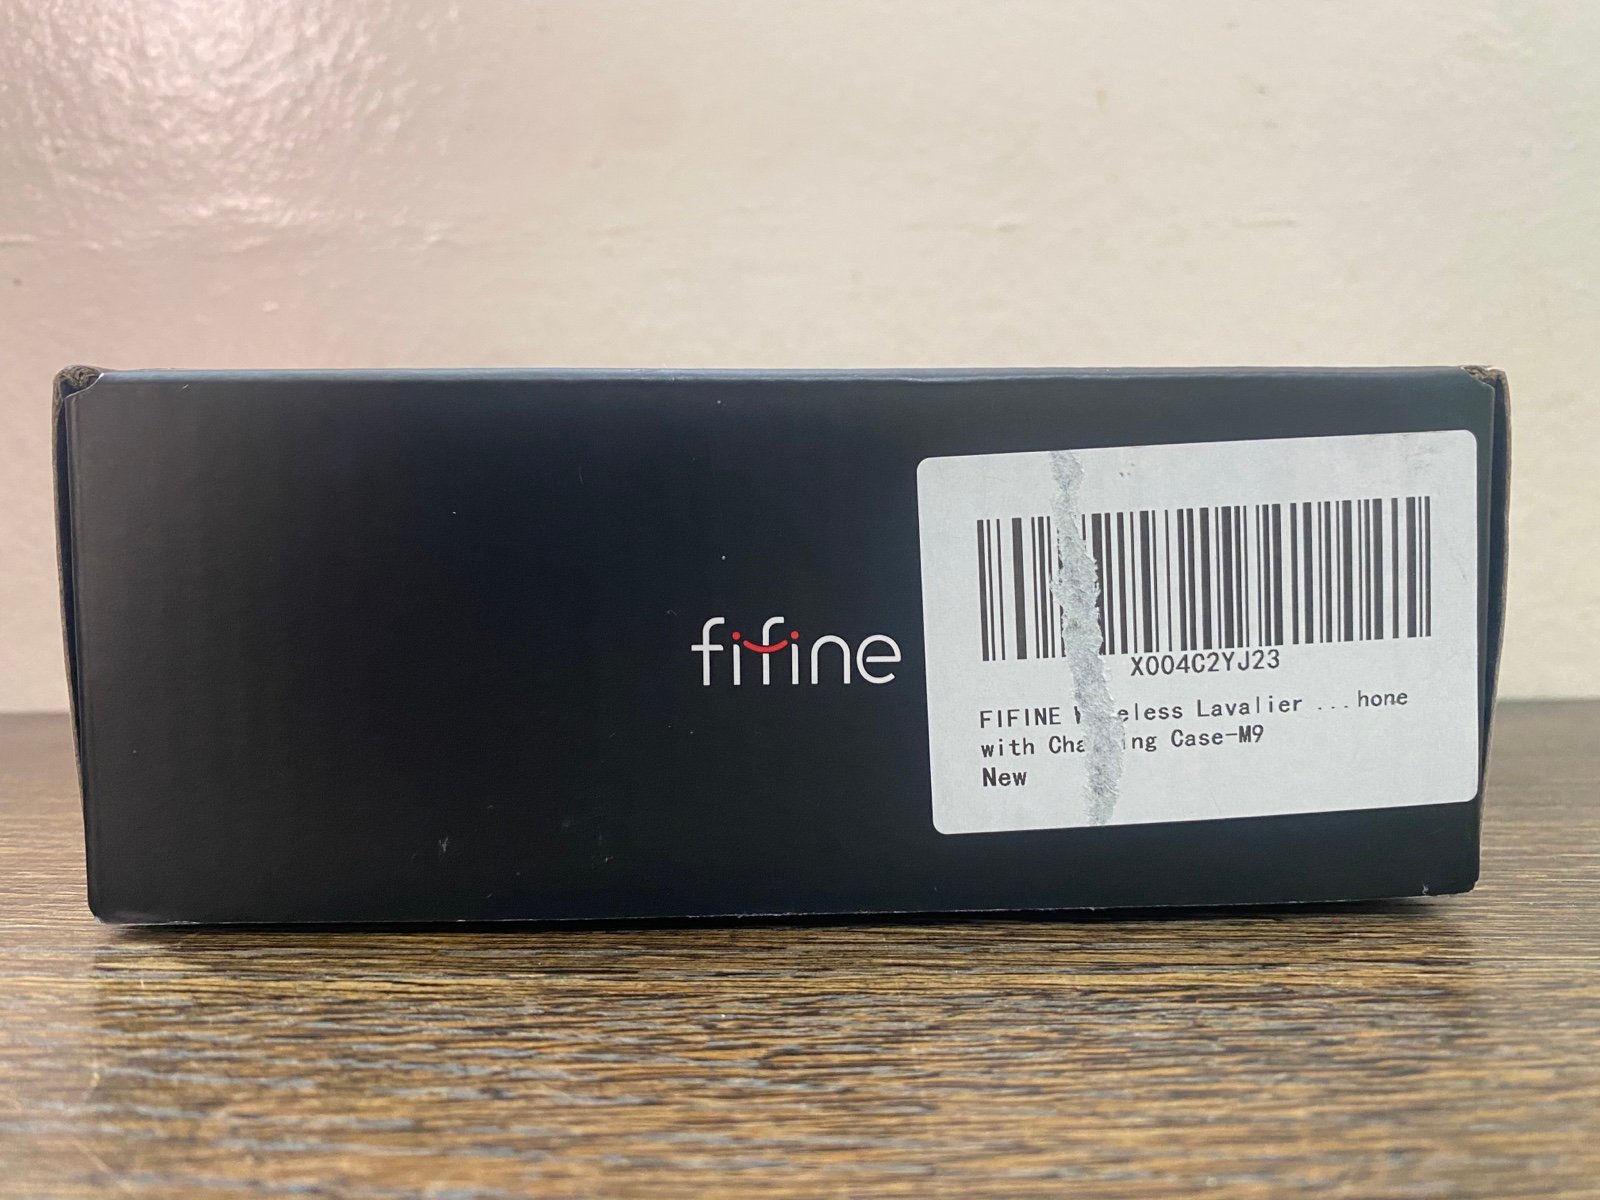 fifine
X004C2YJ23
FIFINE Lavalier ...hone
with Case-M9
New